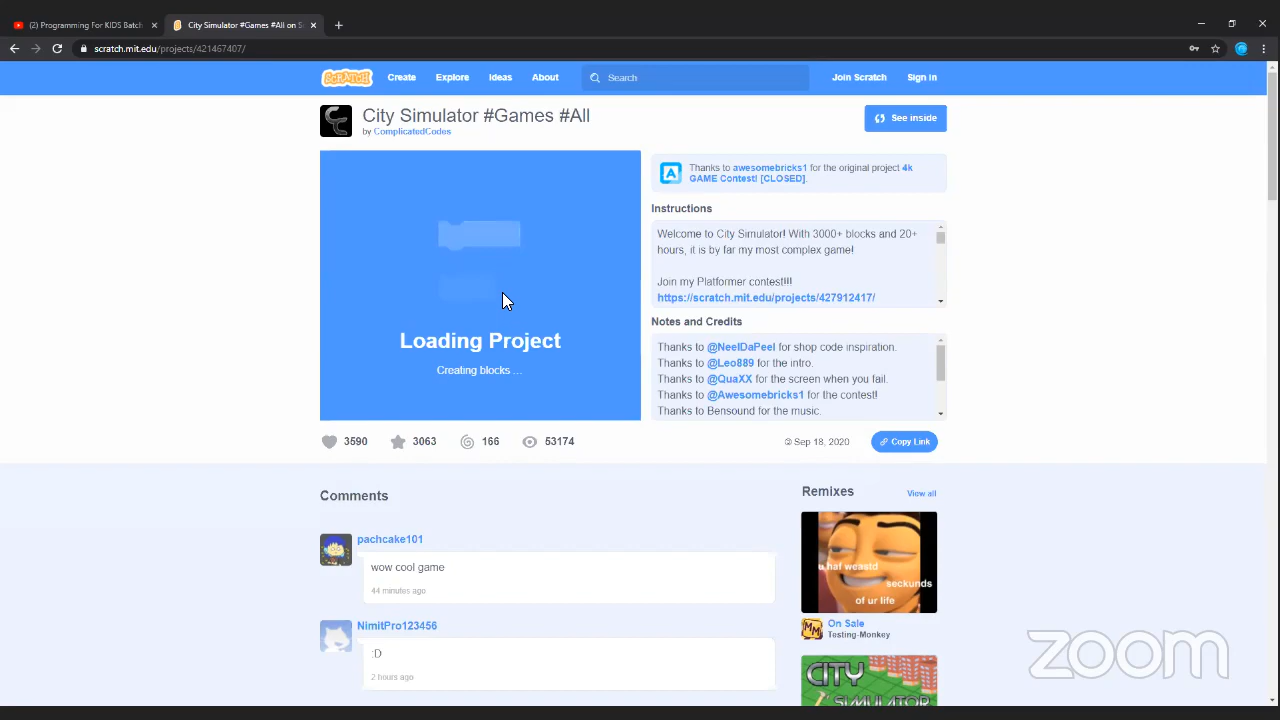 (2) Programming For KIDS Batch
City Simulator #Games #All on S
scratch.mit.edu/projects/421467407/
SCRATCH
Create
Explore
Ideas
About
Search
Join Scratch
Sign in
City Simulator #Games #All
by ComplicatedCodes
See inside
Loading Project
Creating blocks ...
Thanks to awesomebricks1 for the original project 4k
GAME Contest! [CLOSED].
Instructions
Welcome to City Simulator! With 3000+ blocks and 20+
hours, it is by far my most complex game!
Join my Platformer contest!!!
https://scratch.mit.edu/projects/427912417/
Notes and Credits
Thanks to @NeelDaPeel for shop code inspiration.
Thanks to @Leo889 for the intro.
Thanks to @QuaXX for the screen when you fail.
Thanks to @Awesomebricks1 for the contest!
Thanks to Bensound for the music.
3590
3063
166
53174
© Sep 18, 2020
Copy Link
Comments
pachcake101
wow cool game
44 minutes ago
NimitPro123456
:D
2 hours ago
Remixes
View all
seckunds
of ur life
On Sale
Testing-Monkey
CITY
SIMULATOR
zoom